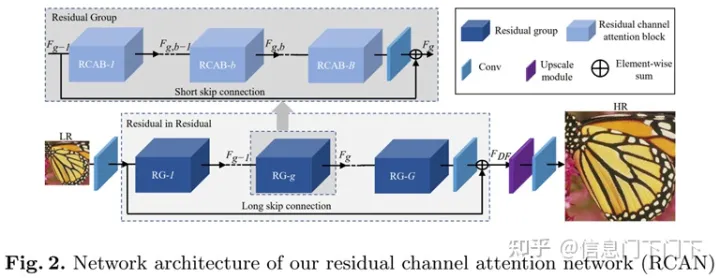 Residual Group
F_{g-1}
F_{g,b-1}
F_{g,b}
F_g
RCAB-1
RCAB-b
RCAB-B
Short skip connection
Residual group
Residual channel
attention block
Conv
Upscale
module
Element-wise
sum
Residual in Residual
LR
HR
F_{g-1}
F_g
F_{DF}
RG-1
RG-g
RG-G
Long skip connection
知乎 @信息门下门下
Fig. 2. Network architecture of our residual channel attention network (RCAN)